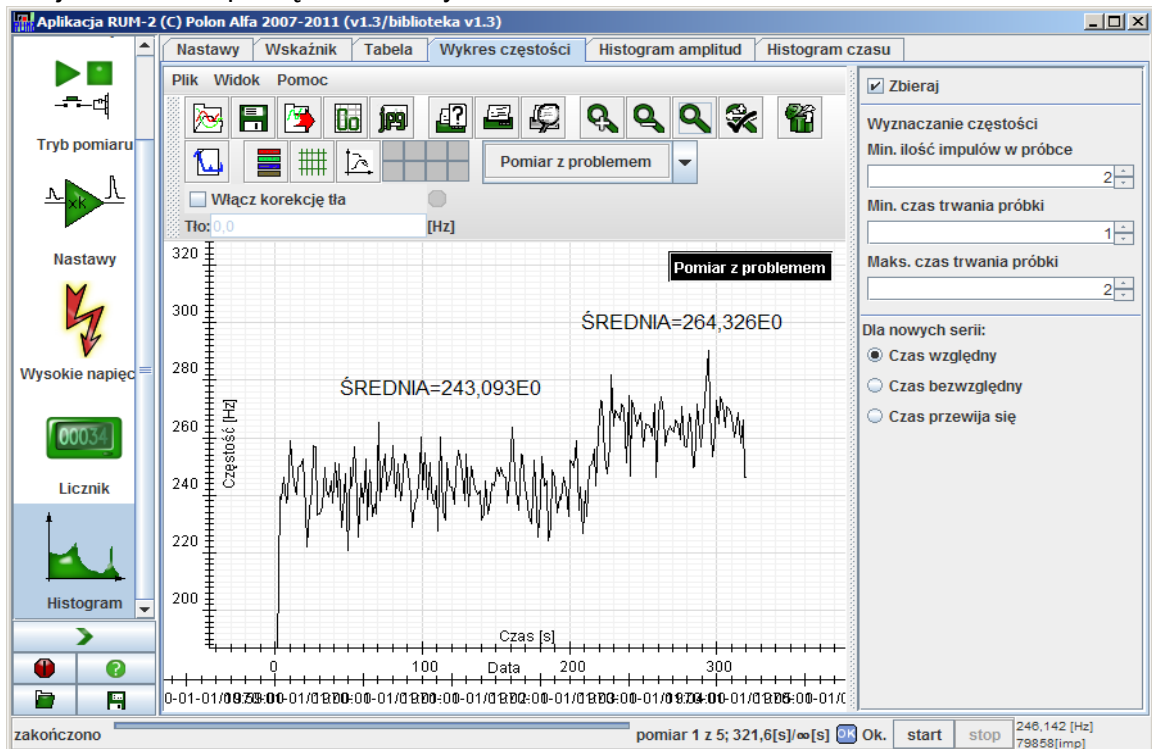 Aplikacja RUM-2 (C) Polon Alfa 2007-2011 (v1.3/biblioteka v1.3)
Tryb pomiaru
xk
Nastawy
Wysokie napięc
00034
Licznik
Histogram
Nastawy Wskaźnik Tabela Wykres częstości Histogram amplitud Histogram czasu
Plik Widok Pomoc
jpg
Pomiar z problemem
Włącz korekcję tła
Tło: 0,0 [Hz]
Pomiar z problemem
320
300
280
260
240
220
200
Częstość [Hz]
ŚREDNIA=243,093E0
ŚREDNIA=264,326E0
Czas [s]
0 100 200 300
Data
Zbieraj
Wyznaczanie częstości
Min. ilość impulów w próbce
2
Min. czas trwania próbki
1
Maks. czas trwania próbki
2
Dla nowych serii:
Czas względny
Czas bezwzględny
Czas przewija się
zakończono
pomiar 1 z 5; 321,6[s]/∞[s] OK Ok. start stop
246,142 [Hz]
79858[imp]